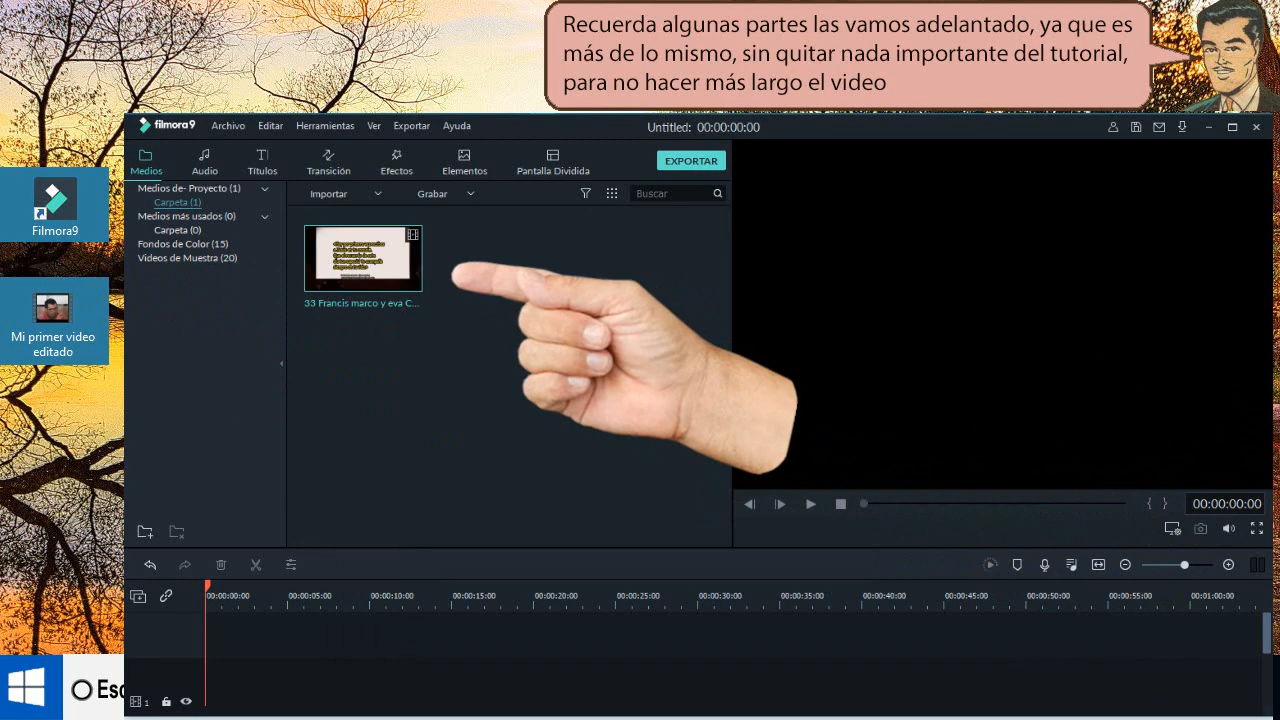 Recuerda algunas partes las vamos adelantado, ya que es
más de lo mismo, sin quitar nada importante del tutorial,
para no hacer más largo el video
filmora9
Archivo Editar Herramientas Ver Exportar Ayuda
Untitled: 00:00:00:00
Medios Audio Títulos Transición Efectos Elementos Pantalla Dividida
EXPORTAR
Medios de- Proyecto (1)
Carpeta (1)
Medios más usados (0)
Carpeta (0)
Fondos de Color (15)
Videos de Muestra (20)
Importar Grabar Buscar
33 Francis marco y eva C...
Filmora9
Mi primer video
editado
00:00:00:00
00:00:00:00 00:00:05:00 00:00:10:00 00:00:15:00 00:00:20:00 00:00:25:00 00:00:30:00 00:00:35:00 00:00:40:00 00:00:45:00 00:00:50:00 00:00:55:00 00:01:00:00
1
Esc